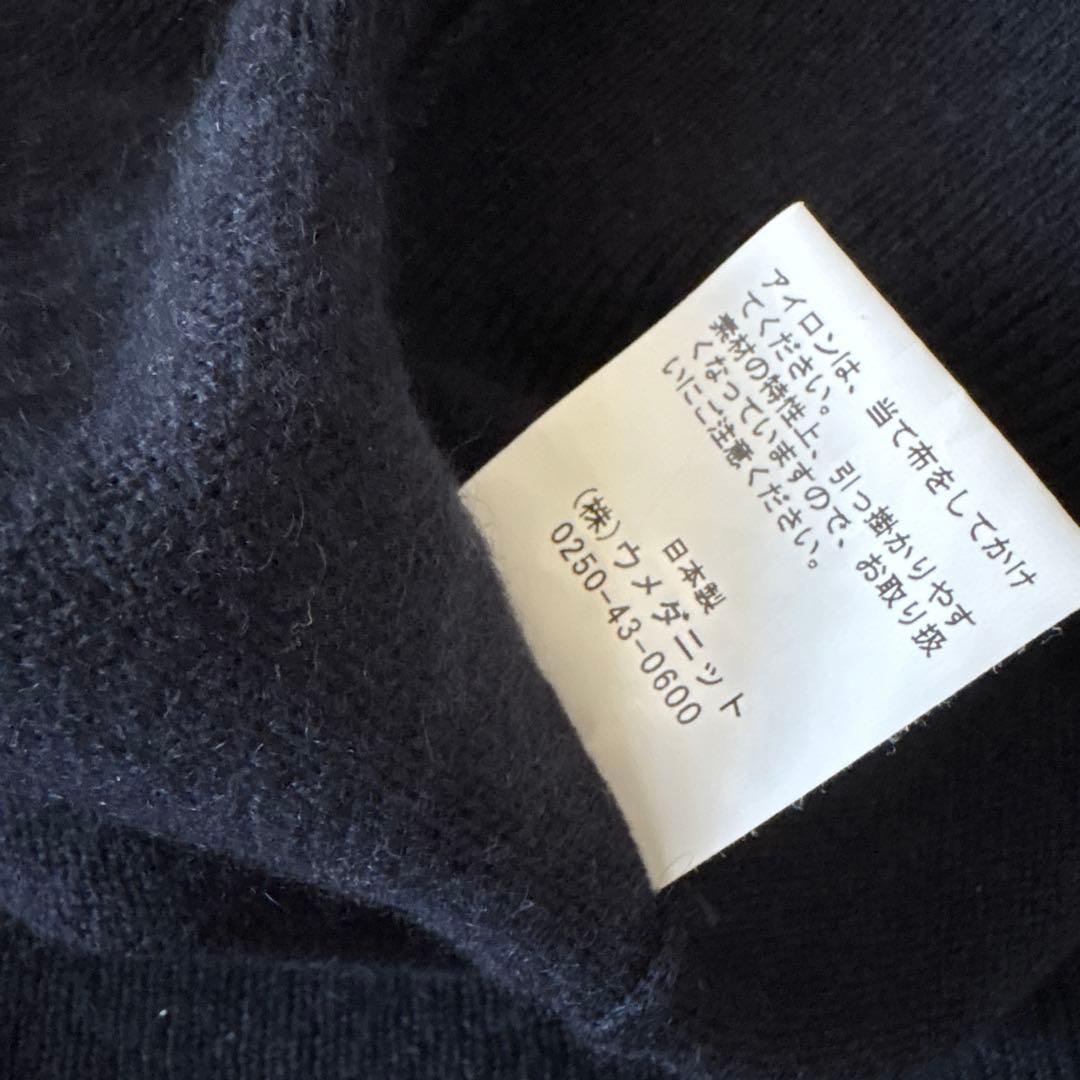 アイロンは、当て布をしてかけ
てください。
素材の特性上、引っ掛かりやす
くなっていますので、お取り扱
いにご注意ください。
日本製
(株)ウメダニット
0250-43-0600